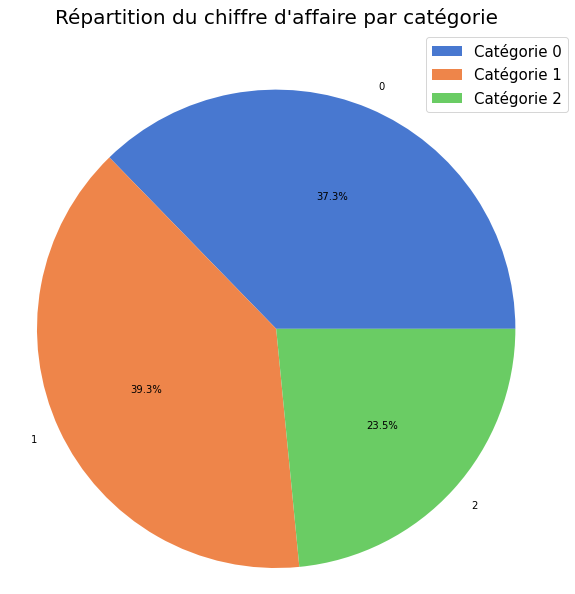 Répartition du chiffre d'affaire par catégorie
Catégorie 0
Catégorie 1
Catégorie 2
0
37.3%
39.3%
1
23.5%
2